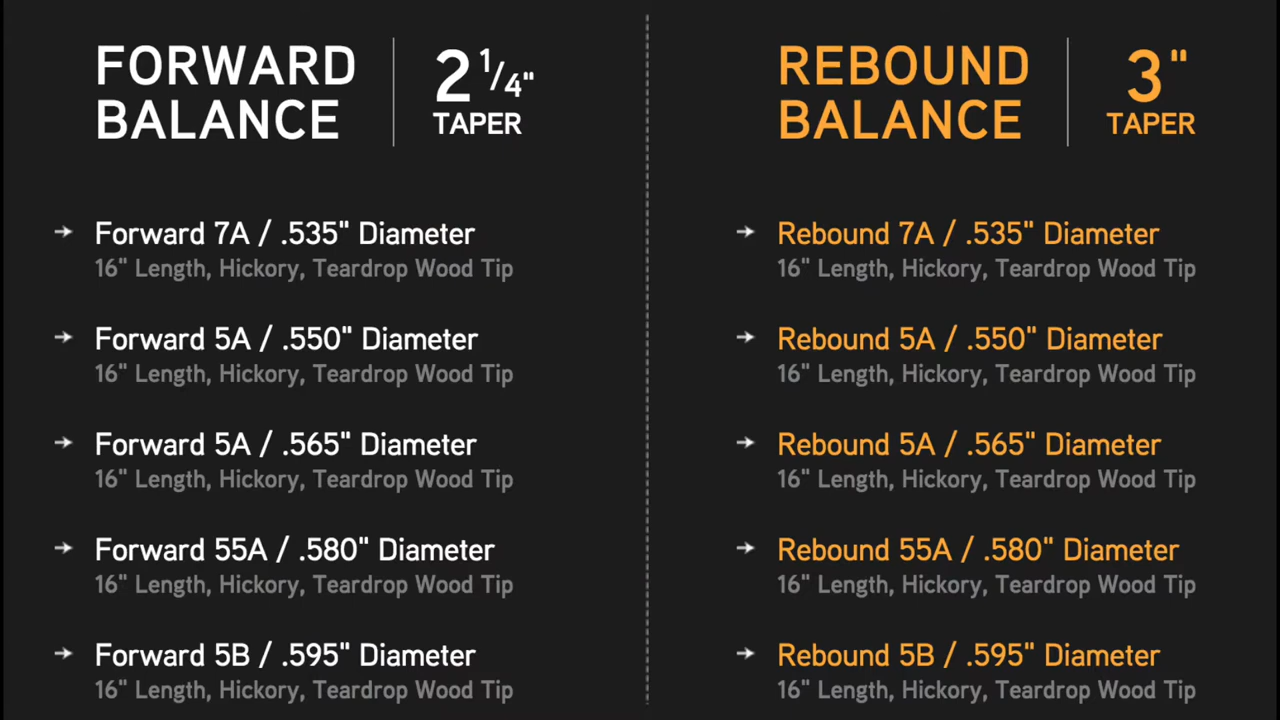 FORWARD
BALANCE
2 1/4"
TAPER
Forward 7A / .535" Diameter
16" Length, Hickory, Teardrop Wood Tip
Forward 5A / .550" Diameter
16" Length, Hickory, Teardrop Wood Tip
Forward 5A / .565" Diameter
16" Length, Hickory, Teardrop Wood Tip
Forward 55A / .580" Diameter
16" Length, Hickory, Teardrop Wood Tip
Forward 5B / .595" Diameter
16" Length, Hickory, Teardrop Wood Tip
REBOUND
BALANCE
3"
TAPER
Rebound 7A / .535" Diameter
16" Length, Hickory, Teardrop Wood Tip
Rebound 5A / .550" Diameter
16" Length, Hickory, Teardrop Wood Tip
Rebound 5A / .565" Diameter
16" Length, Hickory, Teardrop Wood Tip
Rebound 55A / .580" Diameter
16" Length, Hickory, Teardrop Wood Tip
Rebound 5B / .595" Diameter
16" Length, Hickory, Teardrop Wood Tip